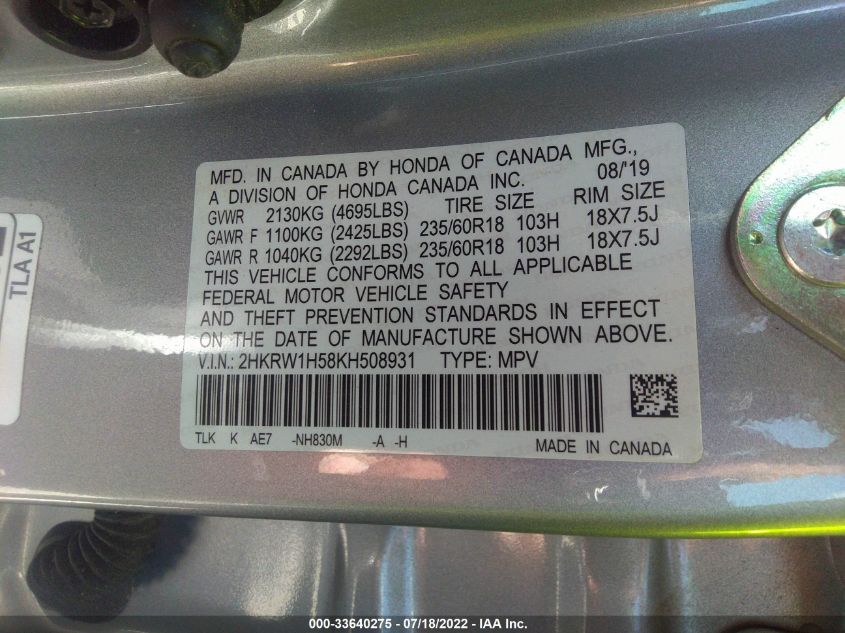 MFD. IN CANADA BY HONDA OF CANADA MFG.,
A DIVISION OF HONDA CANADA INC. 08/'19
GVWR 2130KG (4695LBS) TIRE SIZE RIM SIZE
GAWR F 1100KG (2425LBS) 235/60R18 103H 18X7.5J
GAWR R 1040KG (2292LBS) 235/60R18 103H 18X7.5J
THIS VEHICLE CONFORMS TO ALL APPLICABLE
FEDERAL MOTOR VEHICLE SAFETY
AND THEFT PREVENTION STANDARDS IN EFFECT
ON THE DATE OF MANUFACTURE SHOWN ABOVE.
V.I.N.: 2HKRW1H58KH508931 TYPE: MPV
TLK K AE7 -NH830M -A -H MADE IN CANADA
TLA A1
000-33640275 - 07/18/2022 - IAA Inc.